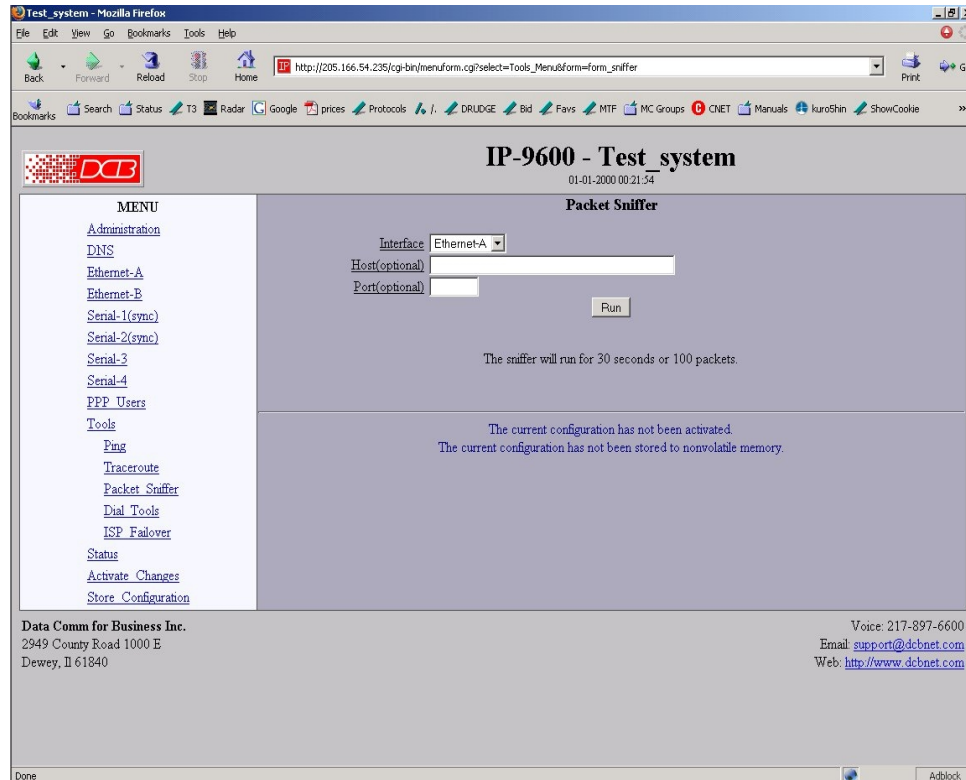 Test_system - Mozilla Firefox
File Edit View Go Bookmarks Tools Help
Back Forward Reload Stop Home
IP http://205.166.54.235/cgi-bin/menuform.cgi?select=Tools_Menu&form=form_sniffer
Print G
Bookmarks Search Status T3 Radar Google prices Protocols /. DRUDGE Bid Favs MTF MC Groups CNET Manuals kuro5hin ShowCookie »
DCB
IP-9600 - Test_system
01-01-2000 00:21:54
MENU
Administration
DNS
Ethernet-A
Ethernet-B
Serial-1(sync)
Serial-2(sync)
Serial-3
Serial-4
PPP Users
Tools
Ping
Traceroute
Packet Sniffer
Dial Tools
ISP Failover
Status
Activate Changes
Store Configuration
Packet Sniffer
Interface Ethernet-A
Host(optional)
Port(optional)
Run
The sniffer will run for 30 seconds or 100 packets.
The current configuration has not been activated.
The current configuration has not been stored to nonvolatile memory.
Data Comm for Business Inc.
2949 County Road 1000 E
Dewey, Il 61840
Voice: 217-897-6600
Email: support@dcbnet.com
Web: http://www.dcbnet.com
Done
Adblock